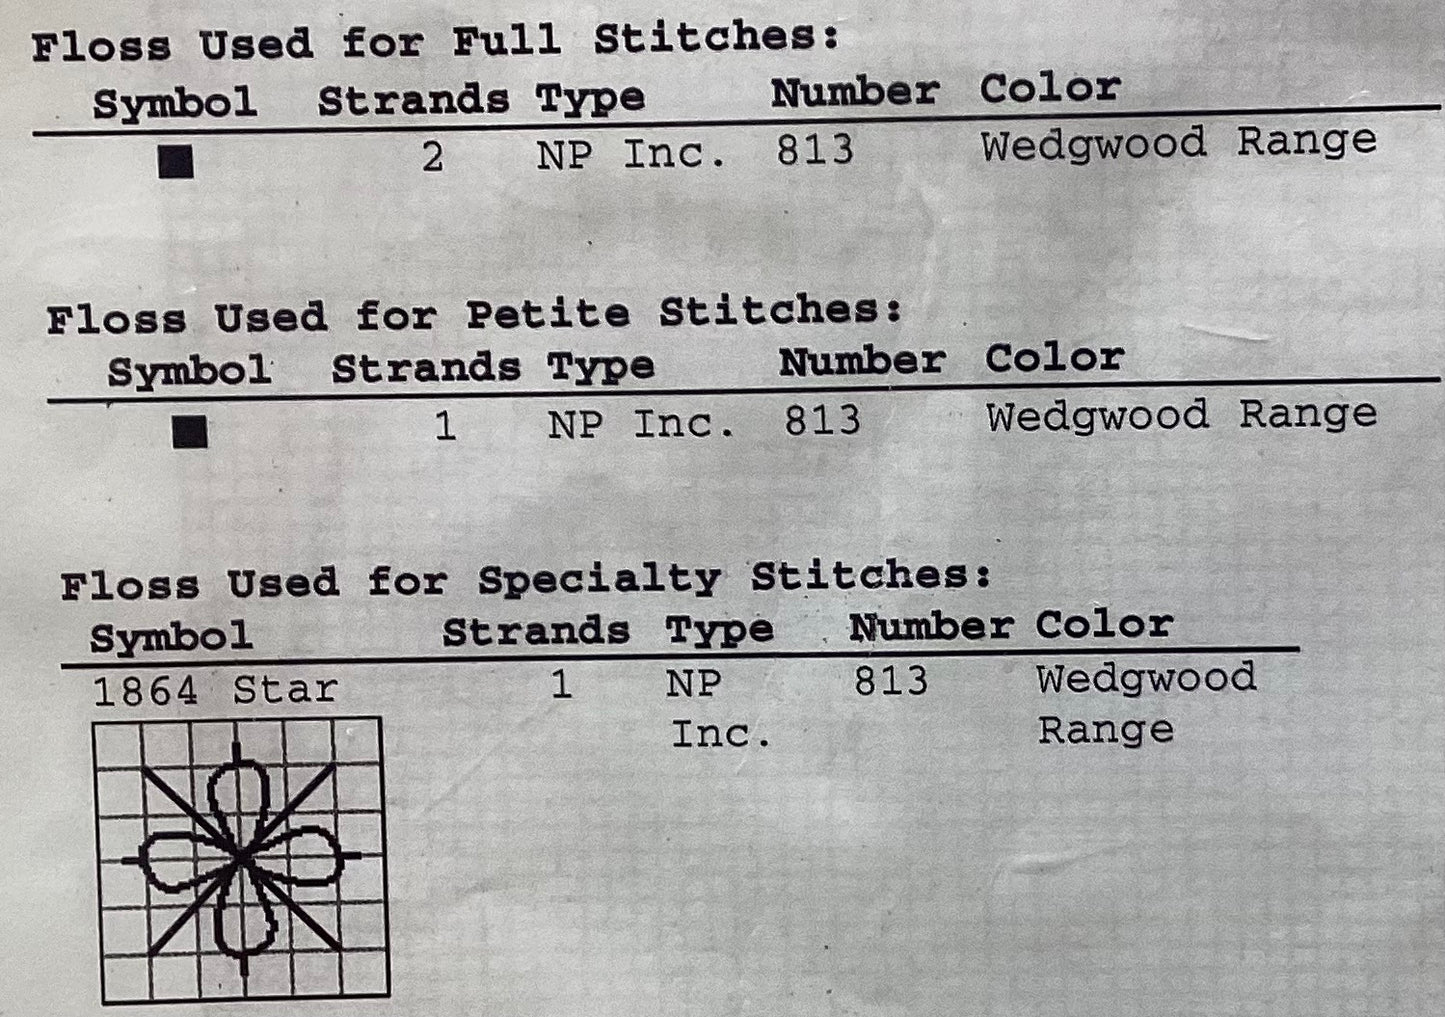 Floss Used for Full Stitches:
Symbol Strands Type Number Color
2 NP Inc. 813 Wedgwood Range
Floss Used for Petite Stitches:
Symbol Strands Type Number Color
1 NP Inc. 813 Wedgwood Range
Floss Used for Specialty Stitches:
Symbol Strands Type Number Color
1864 Star 1 NP 813 Wedgwood
Inc. Range